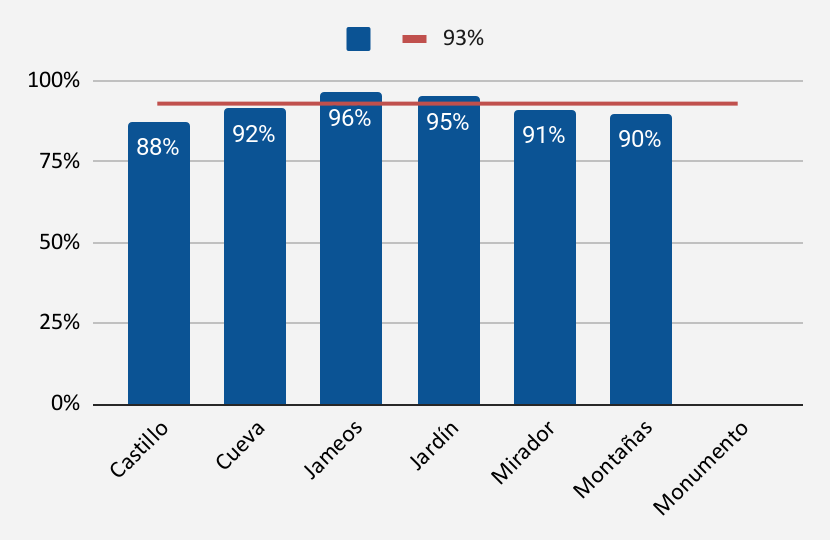 93%
100%
75%
50%
25%
0%
88%
92%
96%
95%
91%
90%
Castillo
Cueva
Jameos
Jardín
Mirador
Montañas
Monumento